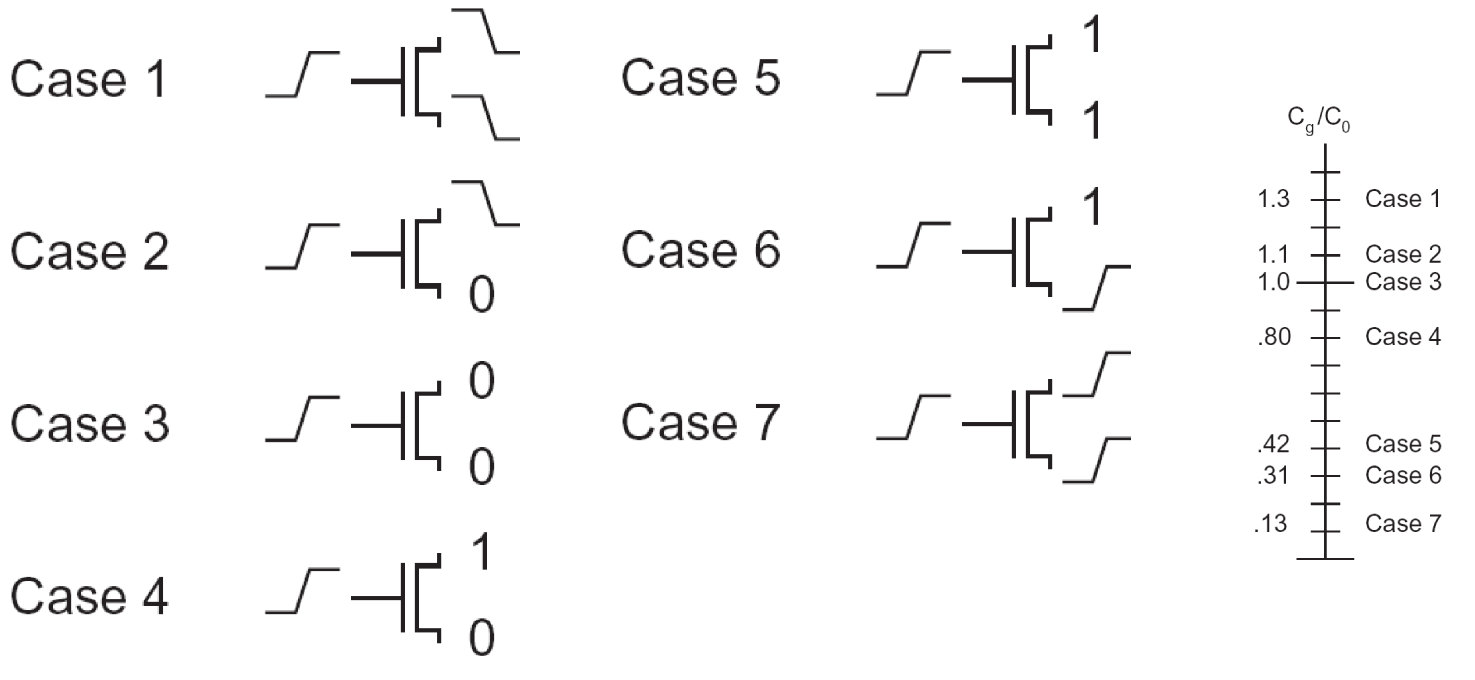 Case 1
Case 2
0
Case 3
0
0
Case 4
1
0
Case 5
1
1
Case 6
1
Case 7
Cg/C0
1.3 Case 1
1.1 Case 2
1.0 Case 3
.80 Case 4
.42 Case 5
.31 Case 6
.13 Case 7